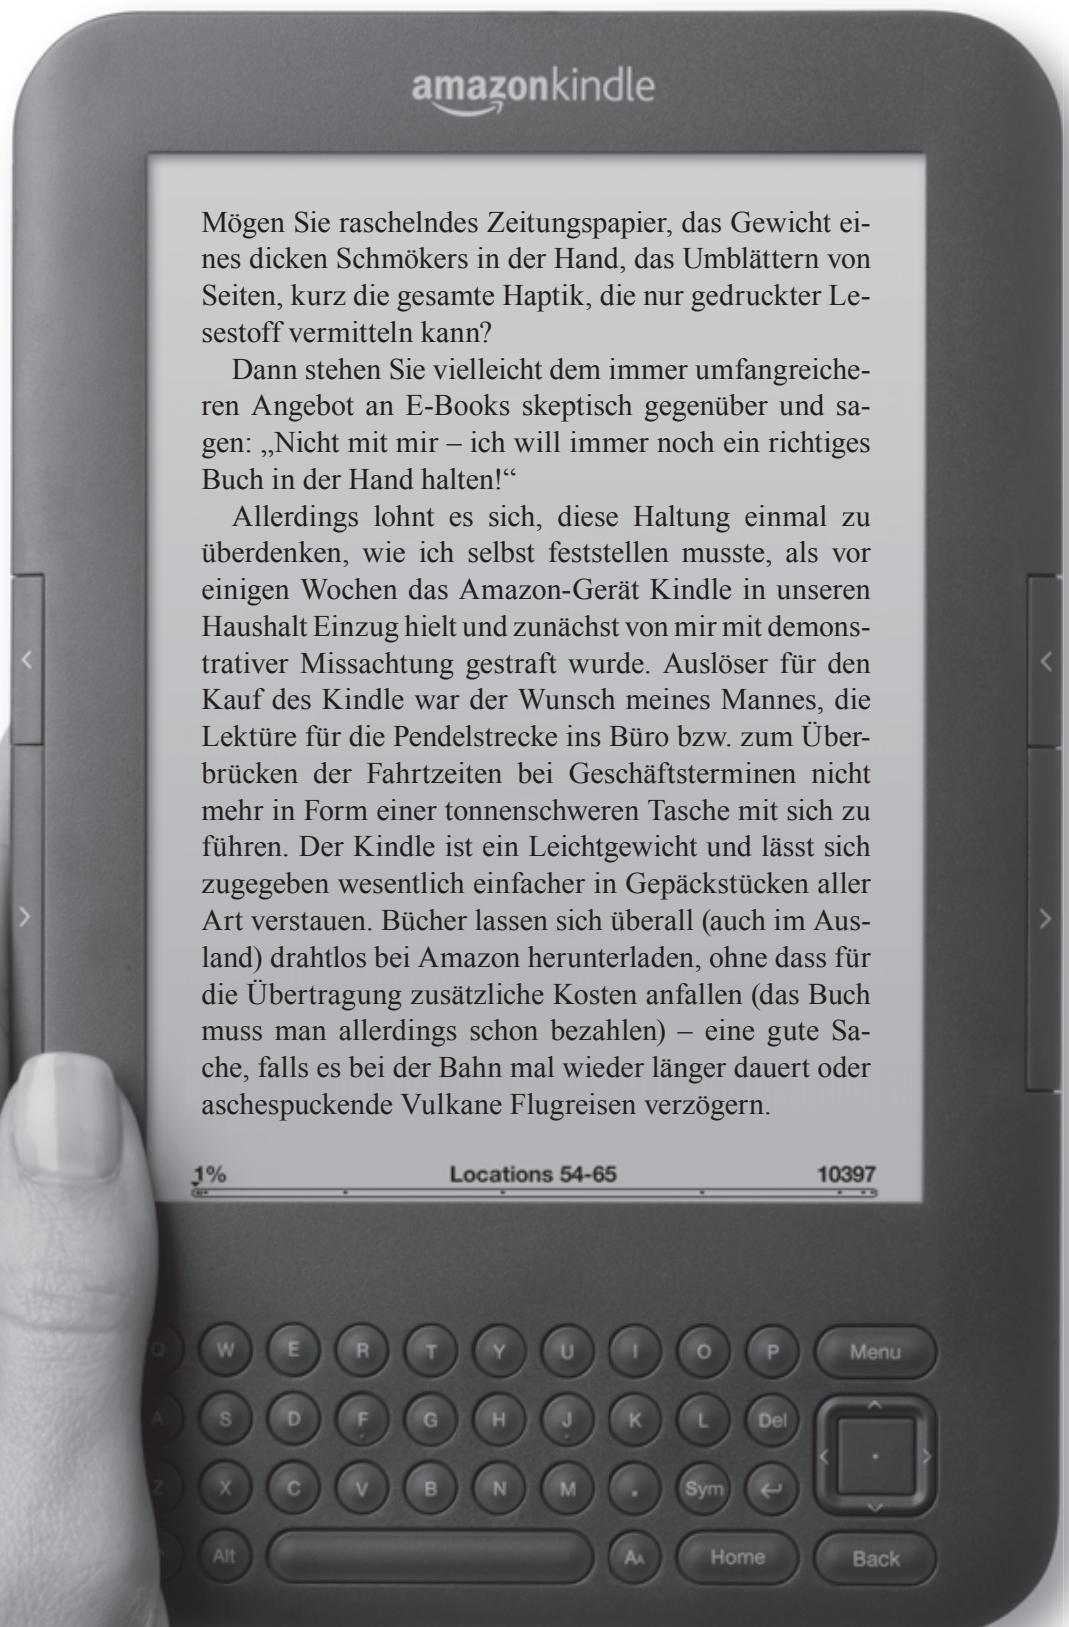 amazonkindle
Mögen Sie raschelndes Zeitungspapier, das Gewicht ei-
nes dicken Schmökers in der Hand, das Umblättern von
Seiten, kurz die gesamte Haptik, die nur gedruckter Le-
sestoff vermitteln kann?
Dann stehen Sie vielleicht dem immer umfangreiche-
ren Angebot an E-Books skeptisch gegenüber und sa-
gen: „Nicht mit mir – ich will immer noch ein richtiges
Buch in der Hand halten!“
Allerdings lohnt es sich, diese Haltung einmal zu
überdenken, wie ich selbst feststellen musste, als vor
einigen Wochen das Amazon-Gerät Kindle in unseren
Haushalt Einzug hielt und zunächst von mir mit demons-
trativer Missachtung gestraft wurde. Auslöser für den
Kauf des Kindle war der Wunsch meines Mannes, die
Lektüre für die Pendelstrecke ins Büro bzw. zum Über-
brücken der Fahrtzeiten bei Geschäftsterminen nicht
mehr in Form einer tonnenschweren Tasche mit sich zu
führen. Der Kindle ist ein Leichtgewicht und lässt sich
zugegeben wesentlich einfacher in Gepäckstücken aller
Art verstauen. Bücher lassen sich überall (auch im Aus-
land) drahtlos bei Amazon herunterladen, ohne dass für
die Übertragung zusätzliche Kosten anfallen (das Buch
muss man allerdings schon bezahlen) – eine gute Sa-
che, falls es bei der Bahn mal wieder länger dauert oder
aschespuckende Vulkane Flugreisen verzögern.
1% Locations 54-65 10397
Q W E R T Y U I O P Menu
A S D F G H J K L Del
Z X C V B N M . Sym
Alt AA Home Back